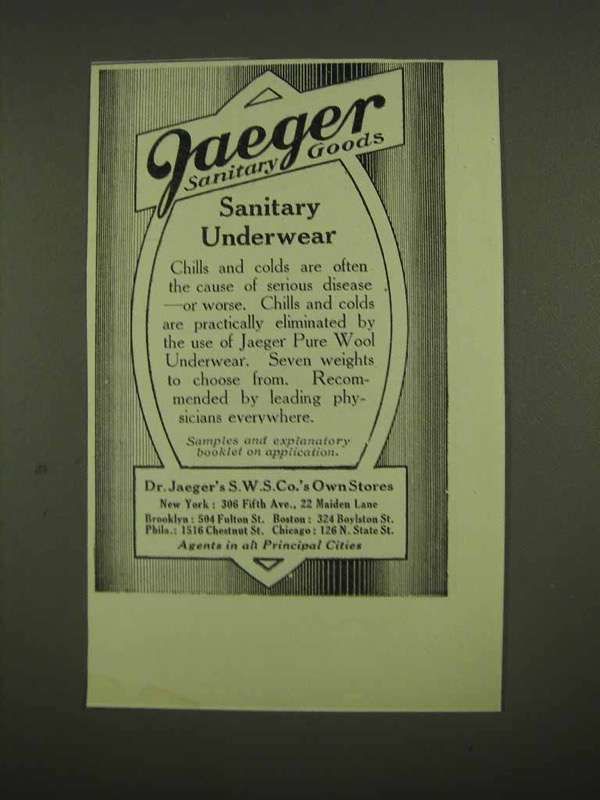 Jaeger
Sanitary Goods
Sanitary
Underwear
Chills and colds are often
the cause of serious disease
—or worse. Chills and colds
are practically eliminated by
the use of Jaeger Pure Wool
Underwear. Seven weights
to choose from. Recom-
mended by leading phy-
sicians everywhere.
Samples and explanatory
booklet on application.
Dr. Jaeger's S.W.S.Co.'s Own Stores
New York: 306 Fifth Ave., 22 Maiden Lane
Brooklyn: 504 Fulton St. Boston: 324 Boylston St.
Phila.: 1516 Chestnut St. Chicago: 126 N. State St.
Agents in all Principal Cities